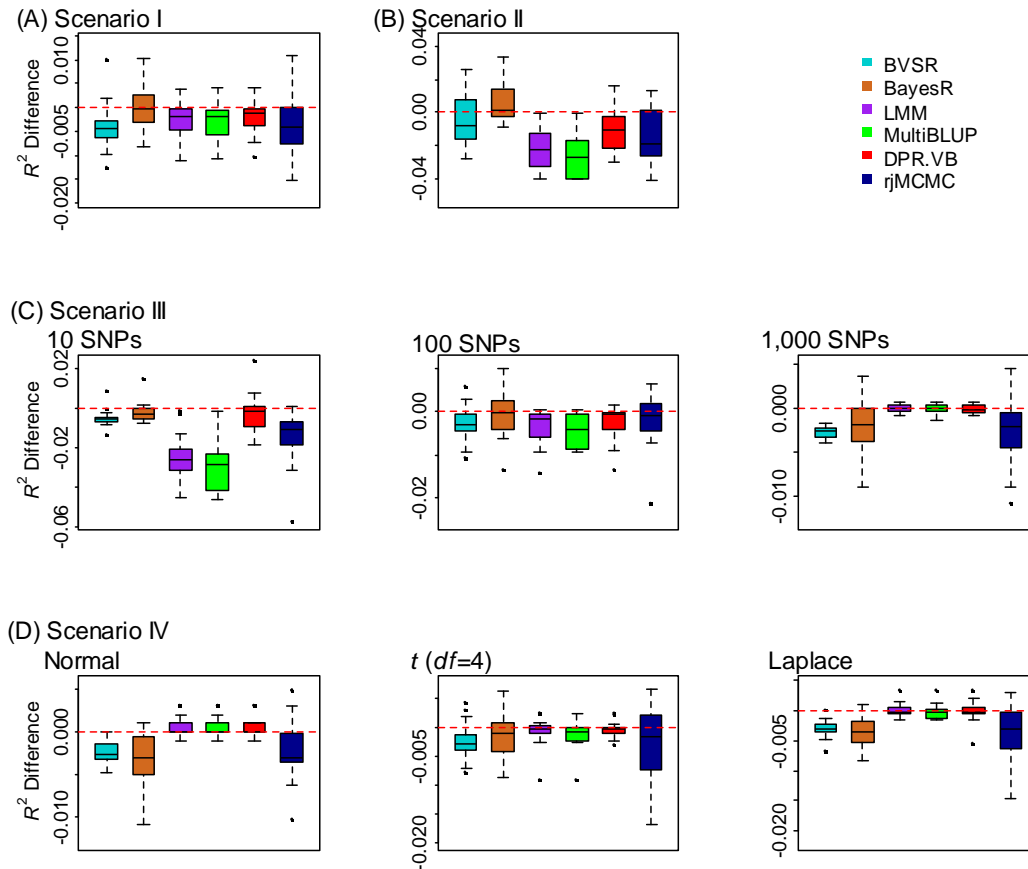 (A) Scenario I
(B) Scenario II
R² Difference
0.010
-0.005
-0.020
0.04
0.00
-0.04
BVSR
BayesR
LMM
MultiBLUP
DPR.VB
rjMCMC
(C) Scenario III
10 SNPs
100 SNPs
1,000 SNPs
R² Difference
0.02
-0.02
-0.06
0.00
-0.02
0.000
-0.010
(D) Scenario IV
Normal
t (df=4)
Laplace
R² Difference
0.000
-0.010
-0.005
-0.020
-0.005
-0.020